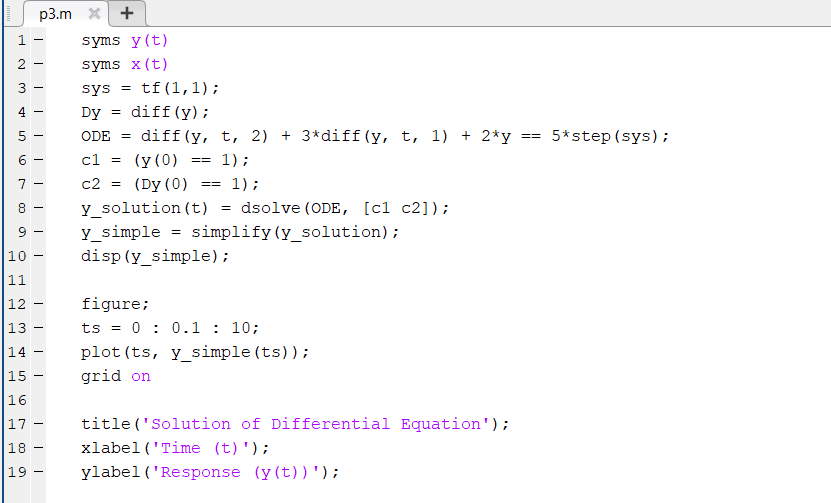 p3.m
1 - syms y(t)
2 - syms x(t)
3 - sys = tf(1,1);
4 - Dy = diff(y);
5 - ODE = diff(y, t, 2) + 3*diff(y, t, 1) + 2*y == 5*step(sys);
6 - c1 = (y(0) == 1);
7 - c2 = (Dy(0) == 1);
8 - y_solution(t) = dsolve(ODE, [c1 c2]);
9 - y_simple = simplify(y_solution);
10 - disp(y_simple);
11
12 - figure;
13 - ts = 0 : 0.1 : 10;
14 - plot(ts, y_simple(ts));
15 - grid on
16
17 - title('Solution of Differential Equation');
18 - xlabel('Time (t)');
19 - ylabel('Response (y(t))');